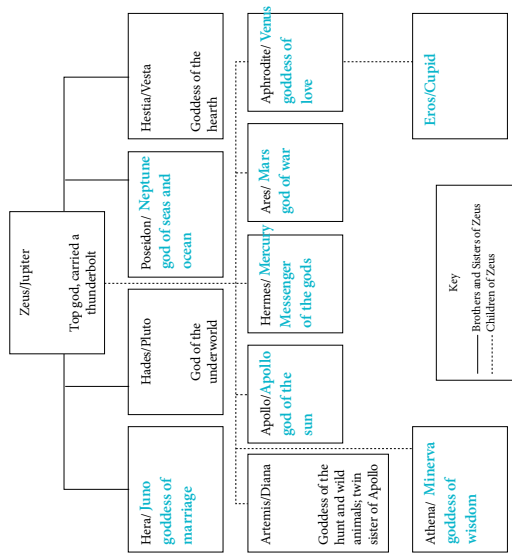 Zeus/Jupiter
Top god, carried a
thunderbolt
Hera/ Juno
goddess of
marriage
Hades/Pluto
God of the
underworld
Poseidon/ Neptune
god of seas and
ocean
Hestia/Vesta
Goddess of the
hearth
Artemis/Diana
Goddess of the
hunt and wild
animals; twin
sister of Apollo
Apollo/Apollo
god of the
sun
Hermes/ Mercury
Messenger
of the gods
Ares/ Mars
god of war
Aphrodite/ Venus
goddess of
love
Athena/ Minerva
goddess of
wisdom
Key
Brothers and Sisters of Zeus
Children of Zeus
Eros/Cupid